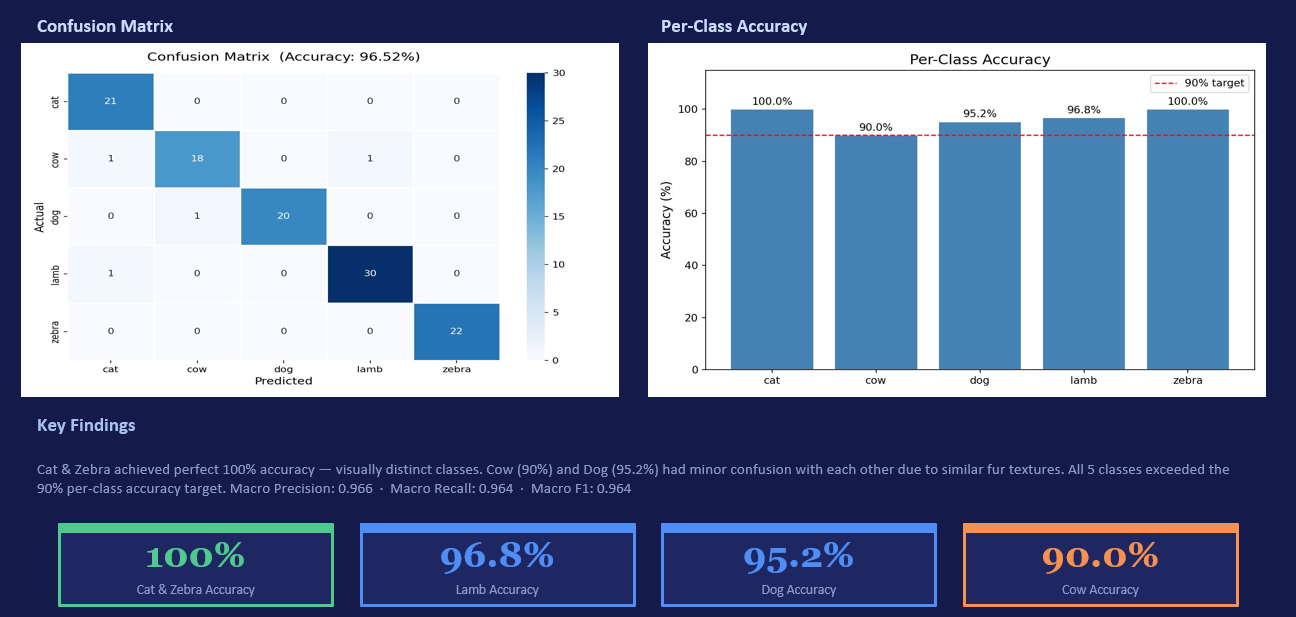 Confusion Matrix
Per-Class Accuracy
Confusion Matrix  (Accuracy: 96.52%)
Actual
cat
21 0 0 0 0
cow
1 18 0 1 0
dog
0 1 20 0 0
lamb
1 0 0 30 0
zebra
0 0 0 0 22
cat cow dog lamb zebra
Predicted
30
25
20
15
10
5
0
Per-Class Accuracy
90% target
Accuracy (%)
100
80
60
40
20
0
100.0% 90.0% 95.2% 96.8% 100.0%
cat cow dog lamb zebra
Key Findings
Cat & Zebra achieved perfect 100% accuracy — visually distinct classes. Cow (90%) and Dog (95.2%) had minor confusion with each other due to similar fur textures. All 5 classes exceeded the
90% per-class accuracy target. Macro Precision: 0.966 · Macro Recall: 0.964 · Macro F1: 0.964
100%
Cat & Zebra Accuracy
96.8%
Lamb Accuracy
95.2%
Dog Accuracy
90.0%
Cow Accuracy